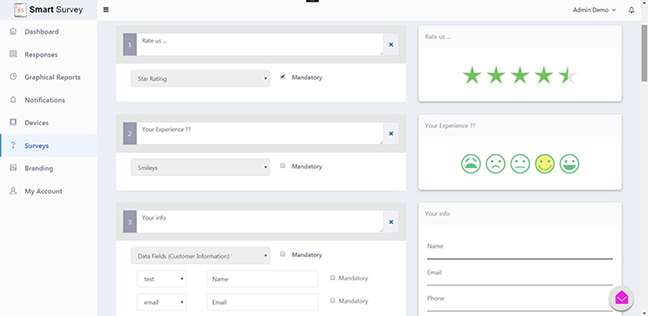 Smart Survey
Admin Demo
Dashboard
Responses
Graphical Reports
Notifications
Devices
Surveys
Branding
My Account
1
Rate us ...
Star Rating
Mandatory
2
Your Experience ??
Smileys
Mandatory
3
Your info
Data Fields (Customer Information)
Mandatory
text
Name
Mandatory
email
Email
Mandatory
Rate us ...
Your Experience ??
Your info
Name
Email
Phone